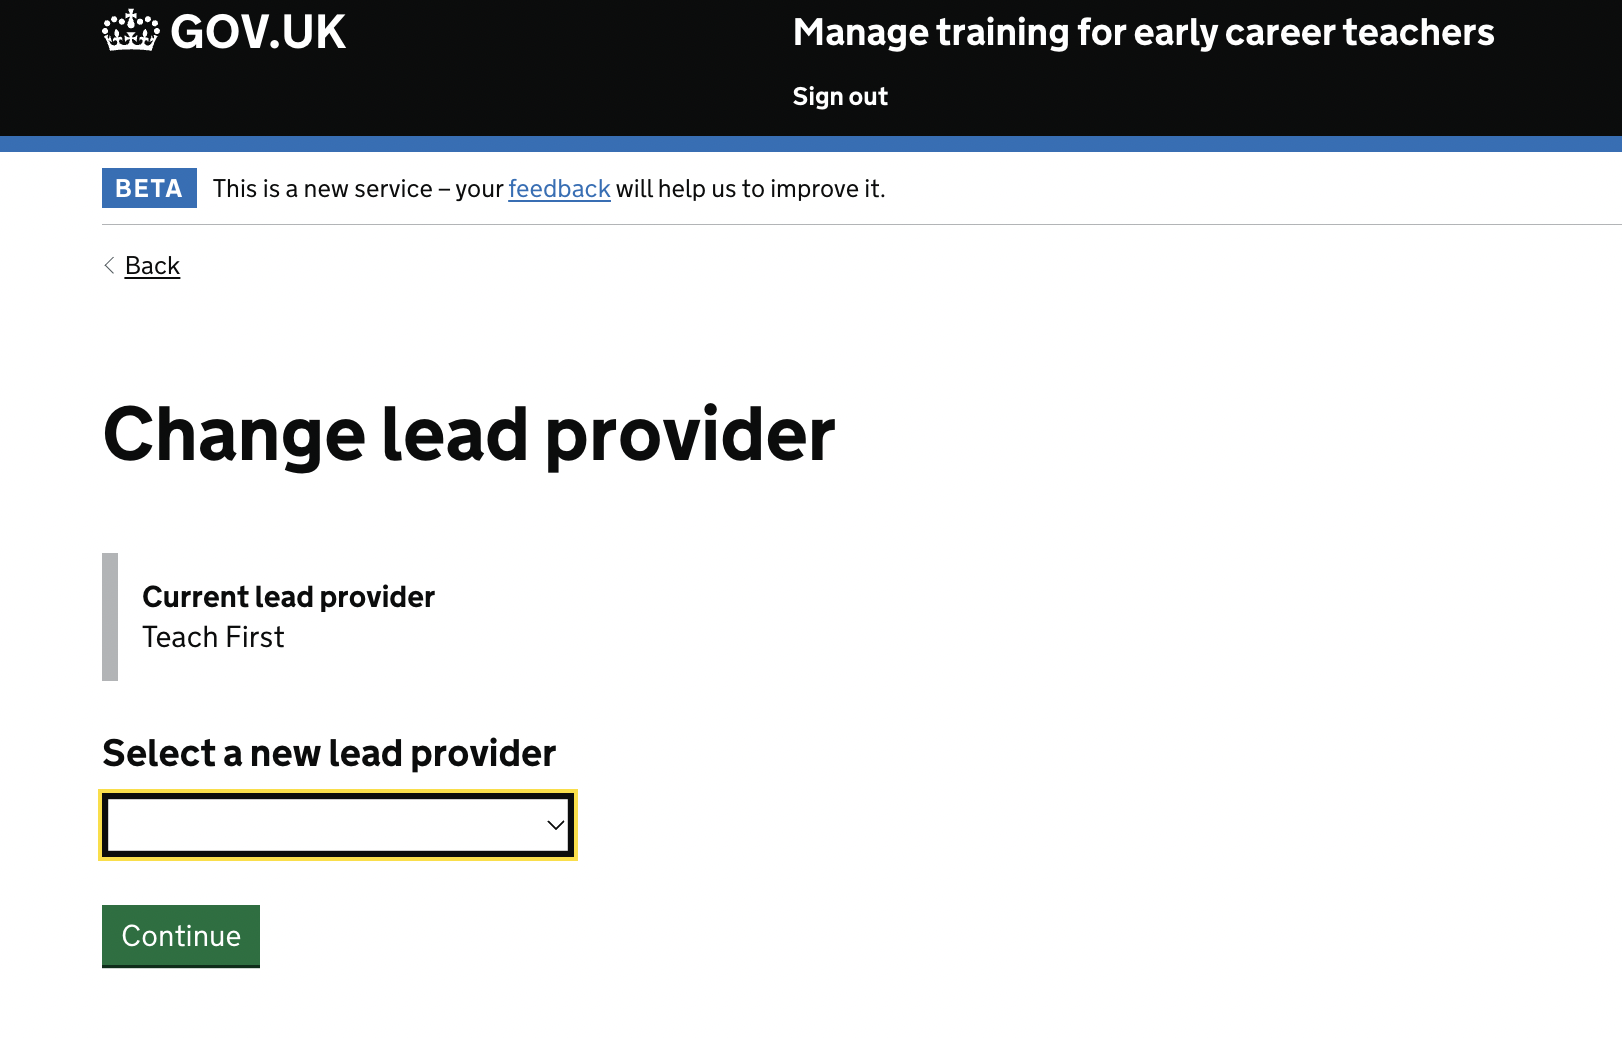 GOV.UK
Manage training for early career teachers
Sign out
BETA
This is a new service – your feedback will help us to improve it.
Back
Change lead provider
Current lead provider
Teach First
Select a new lead provider
Continue